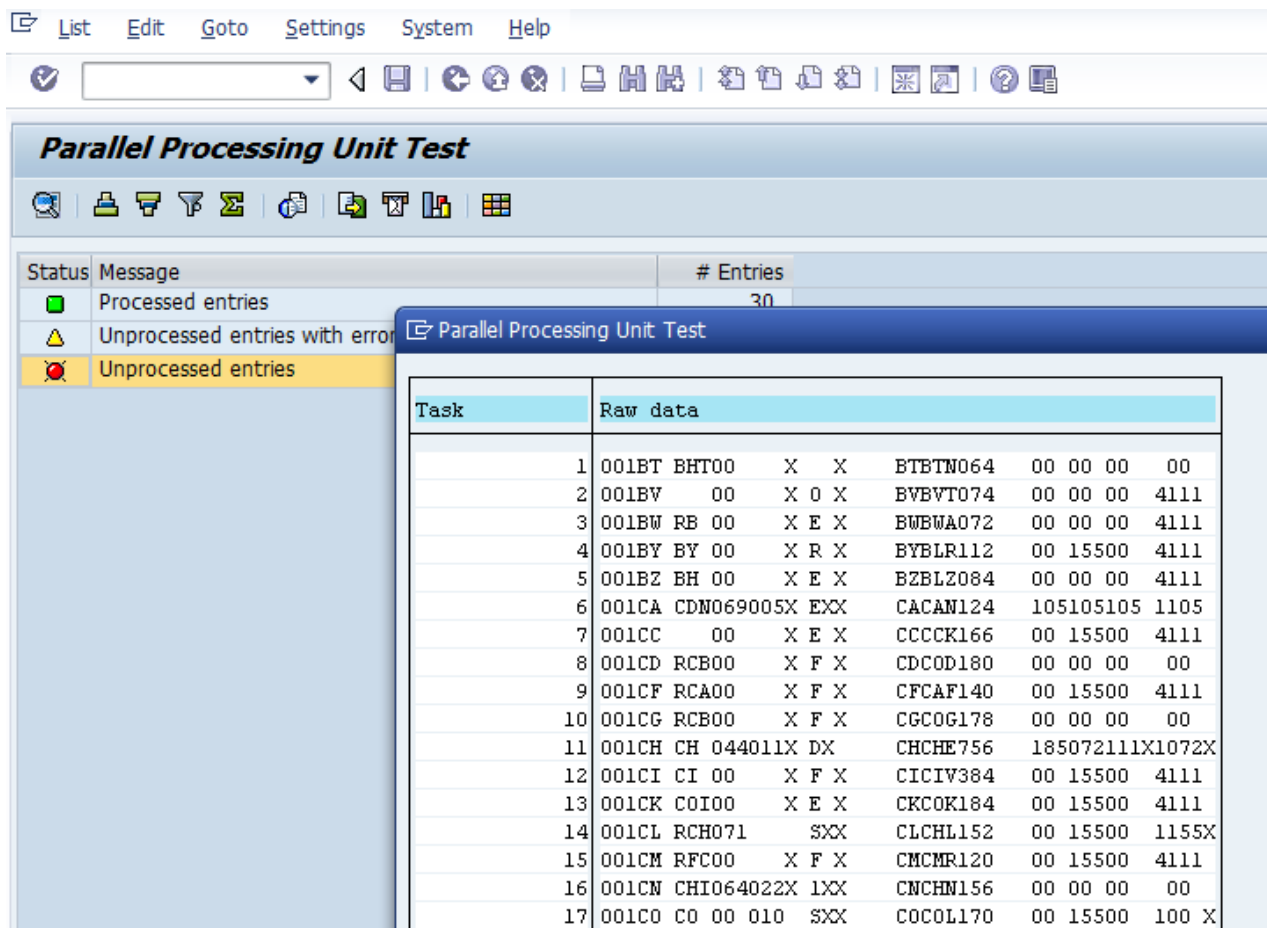 List Edit Goto Settings System Help
Parallel Processing Unit Test
Status Message # Entries
Processed entries 30
Unprocessed entries with error
Unprocessed entries
Parallel Processing Unit Test
Task Raw data
1 001BT BHT00 X X BTBTN064 00 00 00 00
2 001BV 00 X O X BVBVT074 00 00 00 4111
3 001BW RB 00 X E X BWBWA072 00 00 00 4111
4 001BY BY 00 X R X BYBLR112 00 15500 4111
5 001BZ BH 00 X E X BZBLZ084 00 00 00 4111
6 001CA CDN069005X EXX CACAN124 105105105 1105
7 001CC 00 X E X CCCCK166 00 15500 4111
8 001CD RCB00 X F X CDCOD180 00 00 00 00
9 001CF RCA00 X F X CFCAF140 00 15500 4111
10 001CG RCB00 X F X CGCOG178 00 00 00 00
11 001CH CH 044011X DX CHCHE756 185072111X1072X
12 001CI CI 00 X F X CICIV384 00 15500 4111
13 001CK COI00 X E X CKCOK184 00 15500 4111
14 001CL RCH071 SXX CLCHL152 00 15500 1155X
15 001CM RFC00 X F X CMCMR120 00 15500 4111
16 001CN CHI064022X 1XX CNCHN156 00 00 00 00
17 001CO CO 00 010 SXX COCOL170 00 15500 100 X